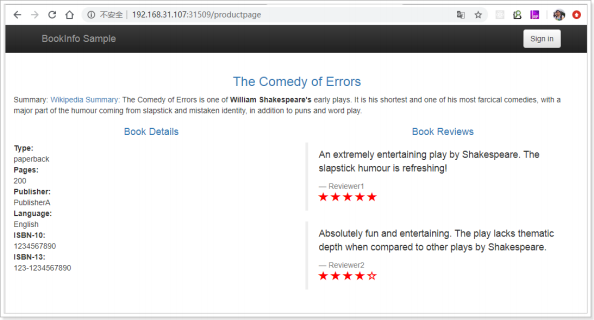 不安全 | 192.168.31.107:31509/productpage
BookInfo Sample
Sign in
The Comedy of Errors
Summary: Wikipedia Summary: The Comedy of Errors is one of William Shakespeare's early plays. It is his shortest and one of his most farcical comedies, with a
major part of the humour coming from slapstick and mistaken identity, in addition to puns and word play.
Book Details
Type:
paperback
Pages:
200
Publisher:
PublisherA
Language:
English
ISBN-10:
1234567890
ISBN-13:
123-1234567890
Book Reviews
An extremely entertaining play by Shakespeare. The
slapstick humour is refreshing!
— Reviewer1
Absolutely fun and entertaining. The play lacks thematic
depth when compared to other plays by Shakespeare.
— Reviewer2